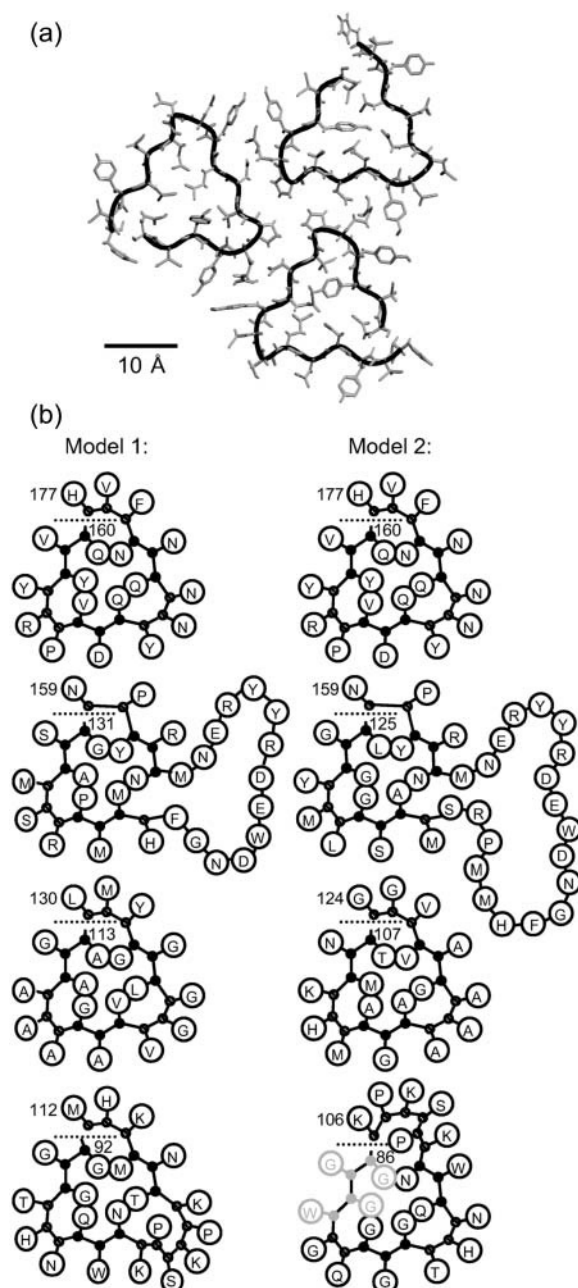 (a)
10 Å
(b)
Model 1:
177 H V F
160
V Q N N
Y Y Q N
R V Q N
P D Y
159 N P Y Y
131 R R
S G Y R E D
A M N M N E
M P W
S F D
R M H G N
130 L M Y
113
G A G G
A A L G
A G V G
A A V
112 M H K
92
G G M N
T G T K
H Q N P P
N W K S K
Model 2:
177 H V F
160
V Q N N
Y Y Q N
R V Q N
P D Y
159 N P Y Y
125 R R
G L Y R E D
G A N M N E
Y G W
M S R D
L S M P N
M M H F G
124 G G V
107
N T V A
K M G A
H A A A
M G A
106 K P K S
86 P K
G G N W
W G Q N
G G G H
Q G T